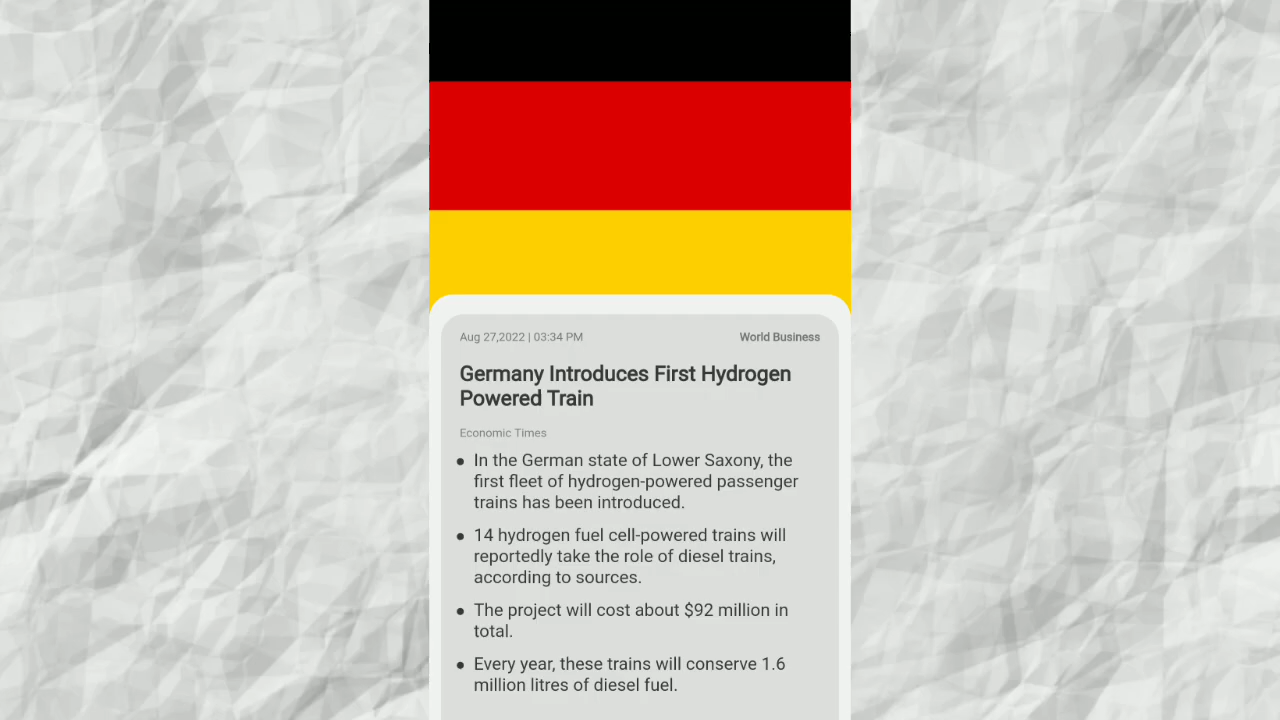 Aug 27,2022 | 03:34 PM World Business
Germany Introduces First Hydrogen
Powered Train
Economic Times
• In the German state of Lower Saxony, the
first fleet of hydrogen-powered passenger
trains has been introduced.
• 14 hydrogen fuel cell-powered trains will
reportedly take the role of diesel trains,
according to sources.
• The project will cost about $92 million in
total.
• Every year, these trains will conserve 1.6
million litres of diesel fuel.